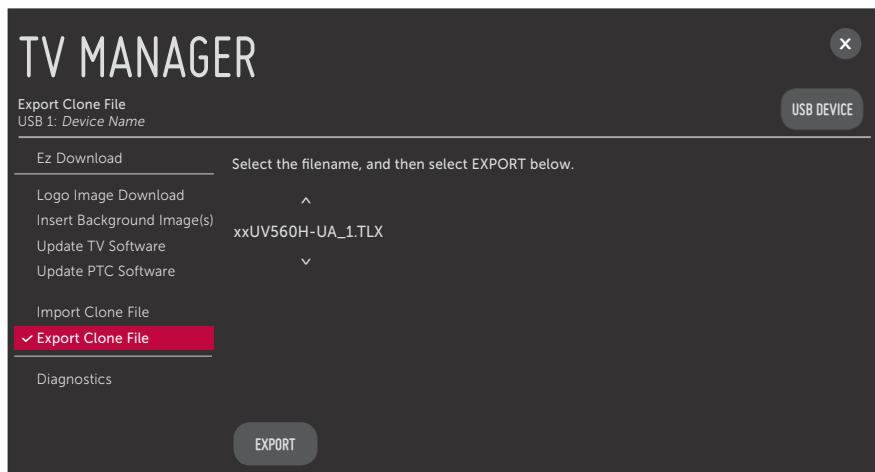 TV MANAGER
X
Export Clone File
USB 1: Device Name
USB DEVICE
Ez Download
Logo Image Download
Insert Background Image(s)
Update TV Software
Update PTC Software
Import Clone File
✓ Export Clone File
Diagnostics
Select the filename, and then select EXPORT below.
xxUV560H-UA_1.TLX
EXPORT